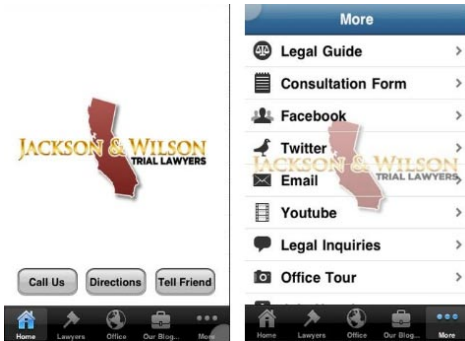 JACKSON & WILSON
TRIAL LAWYERS
Call Us
Directions
Tell Friend
Home
Lawyers
Office
Our Blog...
More
More
Legal Guide
Consultation Form
Facebook
Twitter
JACKSON & WILSON
TRIAL LAWYERS
Email
Youtube
Legal Inquiries
Office Tour
Home
Lawyers
Office
Our Blog...
More